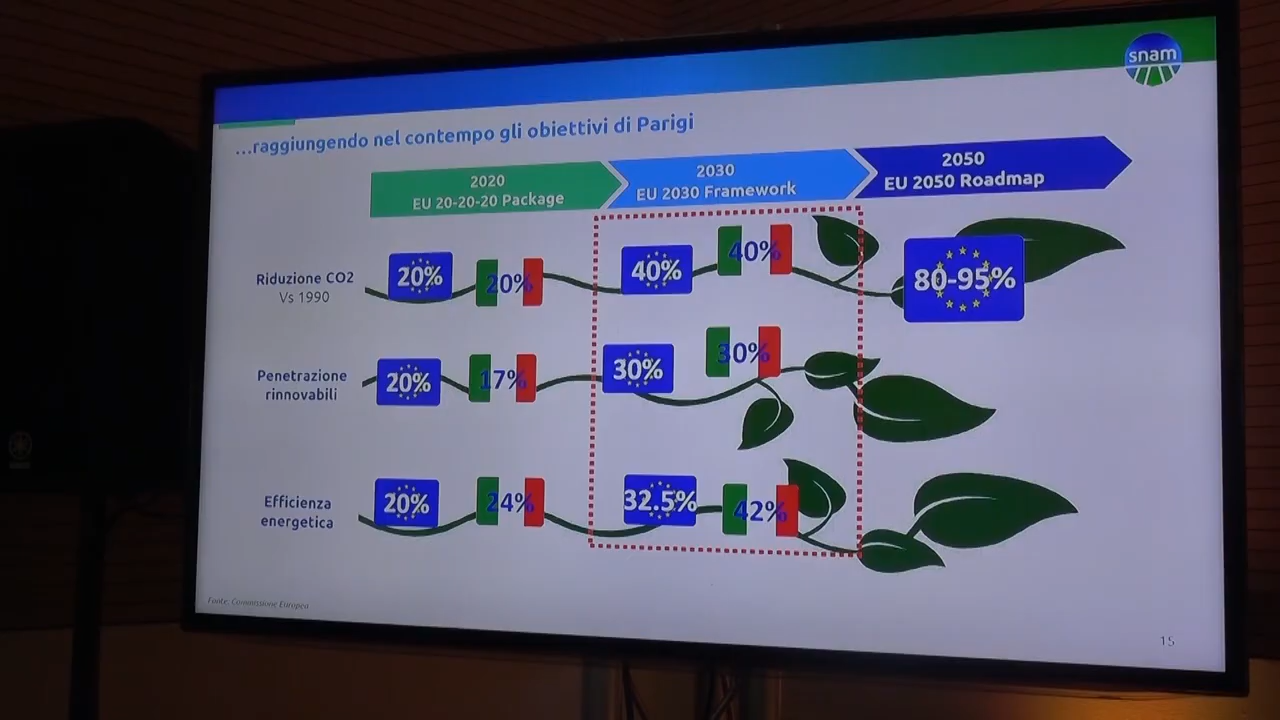 snam
...raggiungendo nel contempo gli obiettivi di Parigi
2020
EU 20-20-20 Package
2030
EU 2030 Framework
2050
EU 2050 Roadmap
Riduzione CO2
Vs 1990
20%
20%
40%
40%
80-95%
Penetrazione
rinnovabili
20%
17%
30%
30%
Efficienza
energetica
20%
24%
32.5%
42%
Fonte: Commissione Europea
15